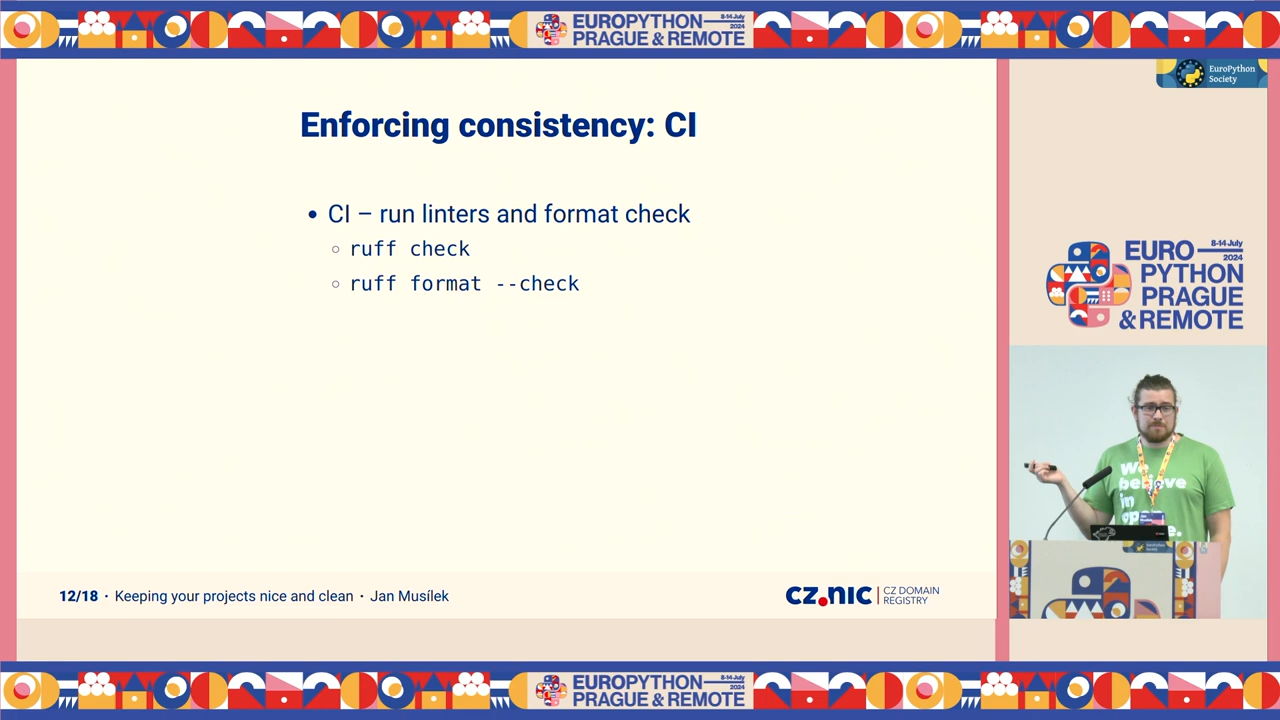 EUROPYTHON
8-14 July
2024
PRAGUE & REMOTE
EuroPython
Society
Enforcing consistency: CI
• CI – run linters and format check
○ ruff check
○ ruff format --check
EURO
8-14 July
2024
PYTHON
PRAGUE
& REMOTE
We
believe
in
12/18 · Keeping your projects nice and clean · Jan Musílek
CZ.NIC | CZ DOMAIN
REGISTRY
EUROPYTHON
8-14 July
2024
PRAGUE & REMOTE